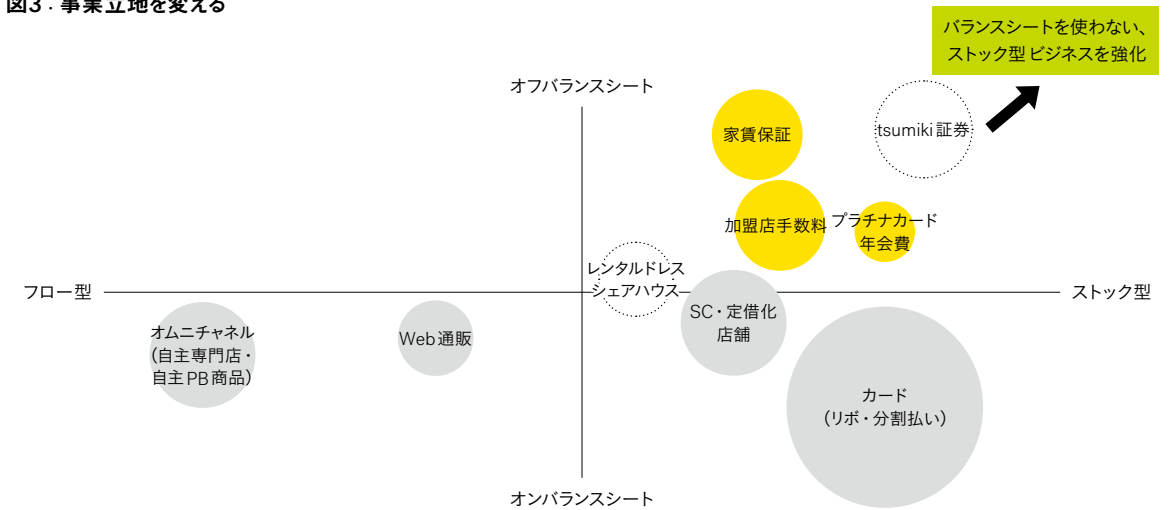 図3：事業立地を変える
バランスシートを使わない、
ストック型ビジネスを強化
オフバランスシート
家賃保証
tsumiki証券
加盟店手数料
プラチナカード
年会費
レンタルドレス
シェアハウス
フロー型
ストック型
SC・定借化
店舗
オムニチャネル
（自主専門店・
自主PB商品）
Web通販
カード
（リボ・分割払い）
オンバランスシート